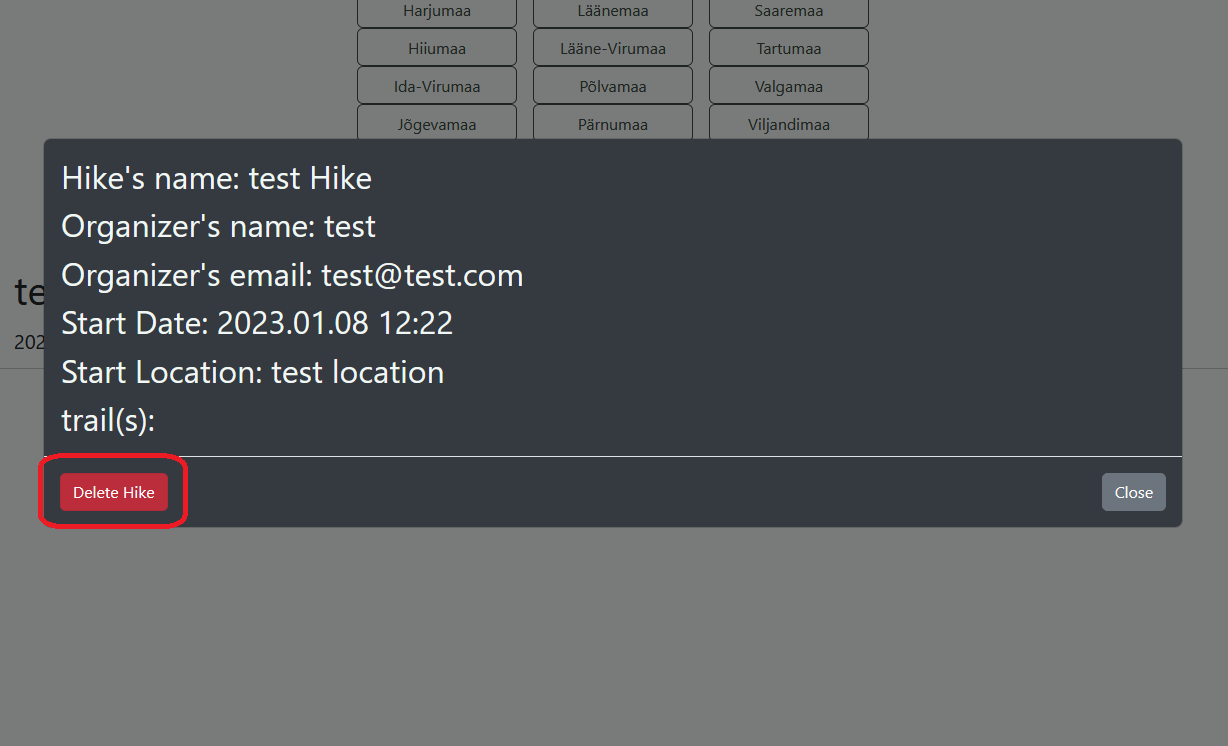 Harjumaa Läänemaa Saaremaa
Hiiumaa Lääne-Virumaa Tartumaa
Ida-Virumaa Põlvamaa Valgamaa
Jõgevamaa Pärnumaa Viljandimaa
Hike's name: test Hike
Organizer's name: test
Organizer's email: test@test.com
te
Start Date: 2023.01.08 12:22
202
Start Location: test location
trail(s):
Delete Hike Close